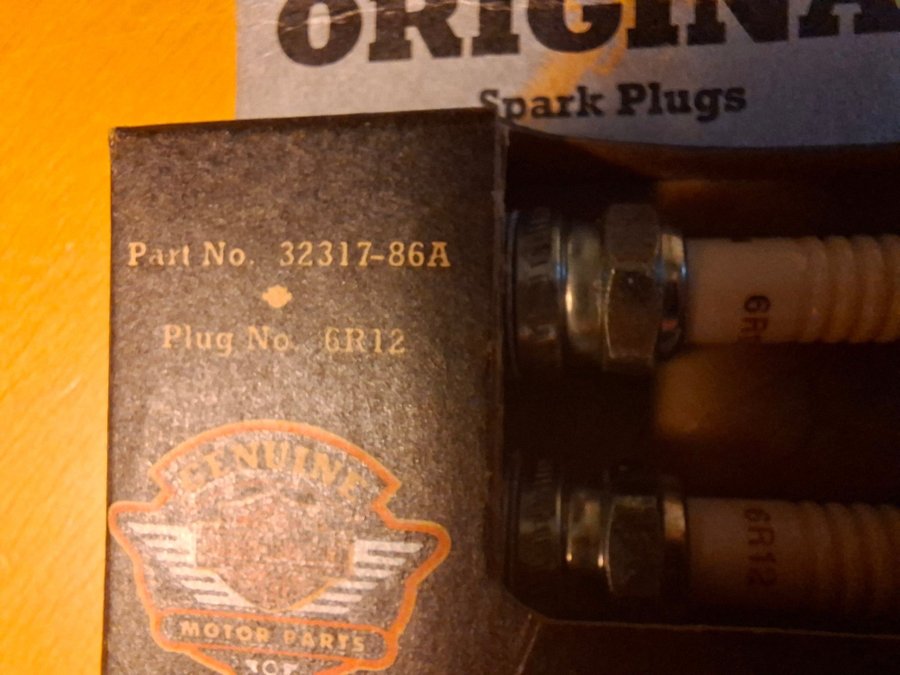 ORIGINA
Spark Plugs
Part No. 32317-86A
Plug No. 6R12
6R
6R12
GENUINE
MOTOR PARTS